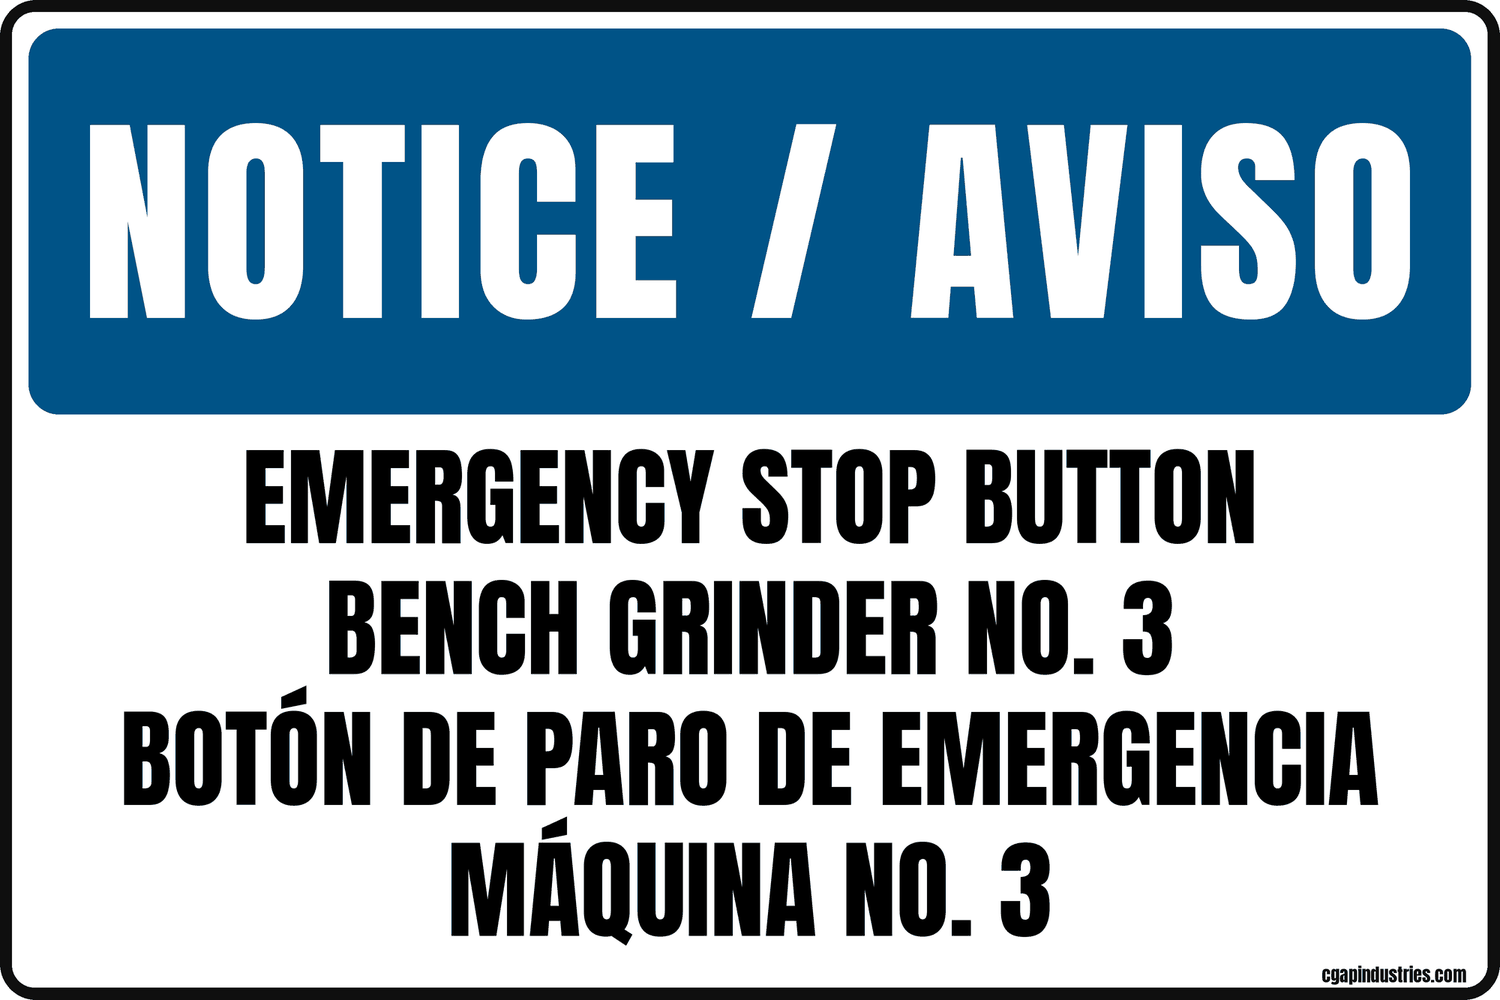 NOTICE / AVISO
EMERGENCY STOP BUTTON
BENCH GRINDER NO. 3
BOTÓN DE PARO DE EMERGENCIA
MÁQUINA NO. 3
cgapindustries.com